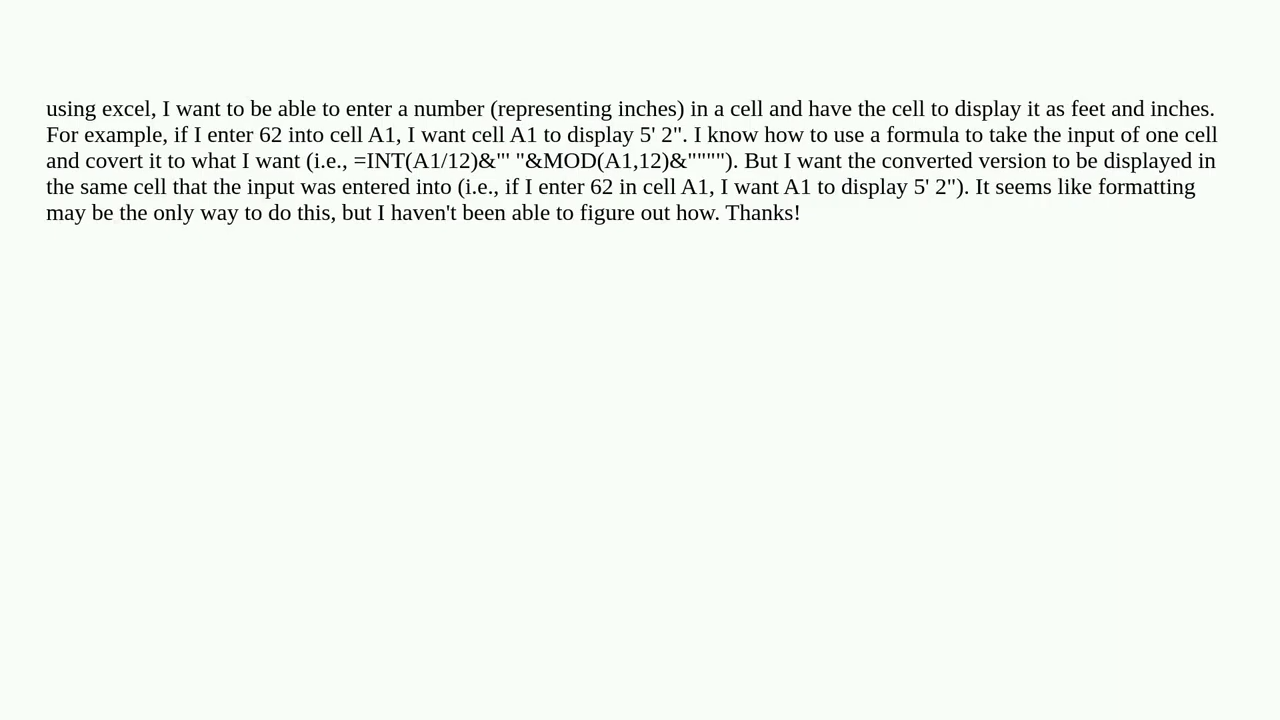 using excel, I want to be able to enter a number (representing inches) in a cell and have the cell to display it as feet and inches.
For example, if I enter 62 into cell A1, I want cell A1 to display 5' 2". I know how to use a formula to take the input of one cell
and covert it to what I want (i.e., =INT(A1/12)&"' "&MOD(A1,12)&""""). But I want the converted version to be displayed in
the same cell that the input was entered into (i.e., if I enter 62 in cell A1, I want A1 to display 5' 2"). It seems like formatting
may be the only way to do this, but I haven't been able to figure out how. Thanks!